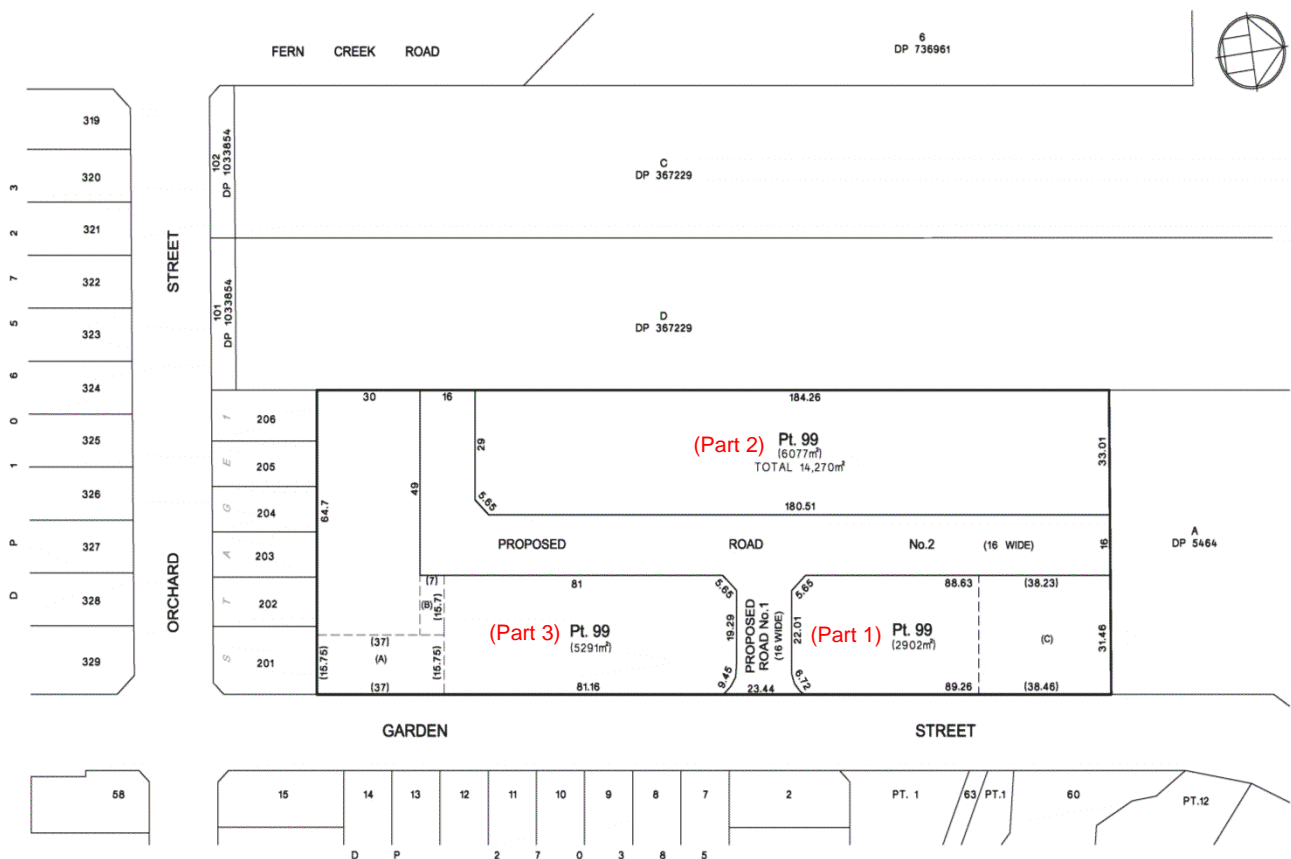 FERN CREEK ROAD
6
DP 736961
319
320
321
322
323
324
325
326
327
328
329
D P 1 0 6 5 7 2 3
STREET
ORCHARD
102
DP 1033854
101
DP 1033854
C
DP 367229
D
DP 367229
206
205
204
203
202
201
S T A G E 1
30
16
184.26
29
(Part 2) Pt. 99
(6077m²)
TOTAL 14,270m²
33.01
64.7
49
5.65
180.51
PROPOSED ROAD No.2 (16 WIDE)
16
A
DP 5464
(7)
81
5.65
5.65
88.63
(38.23)
(B)
(15.7)
(Part 3) Pt. 99
(5291m²)
19.29
PROPOSED
ROAD No.1
(16 WIDE)
22.01
(Part 1) Pt. 99
(2902m²)
(C)
31.46
(37)
(A)
(15.75)
(15.75)
(37)
81.16
9.45
23.44
6.72
89.26
(38.46)
GARDEN STREET
58
15
14
13
12
11
10
9
8
7
2
PT. 1
63
PT.1
60
PT.12
D P 2 7 0 3 8 5